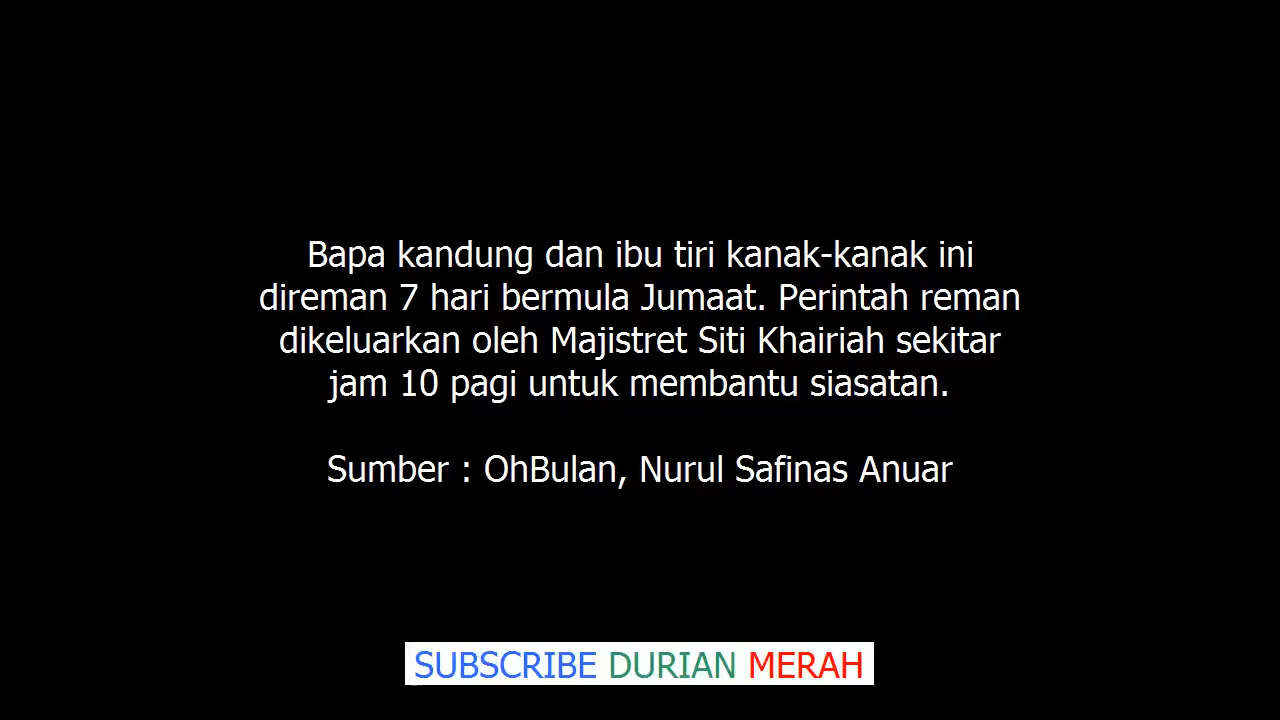 Bapa kandung dan ibu tiri kanak-kanak ini
direman 7 hari bermula Jumaat. Perintah reman
dikeluarkan oleh Majistret Siti Khairiah sekitar
jam 10 pagi untuk membantu siasatan.
Sumber : OhBulan, Nurul Safinas Anuar
SUBSCRIBE DURIAN MERAH